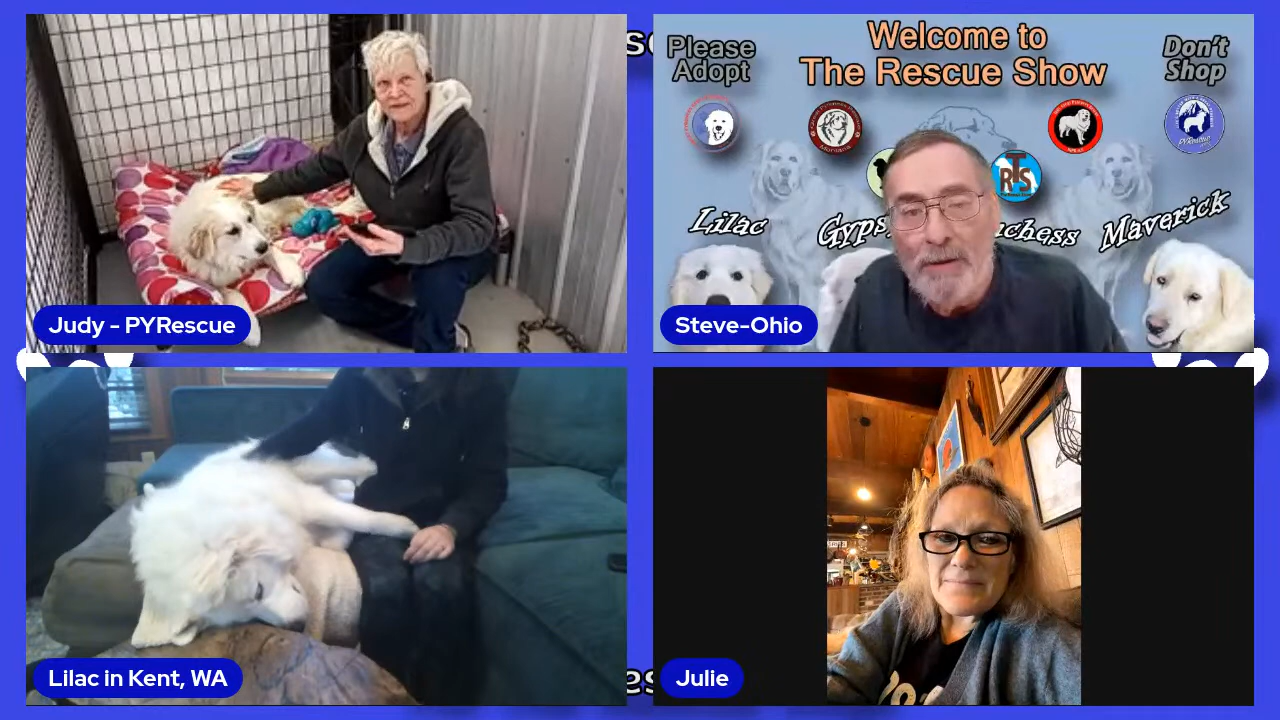 Judy - PYRescue
Please
Adopt
Welcome to
The Rescue Show
Don't
Shop
RTS
Lilac
Maverick
Steve-Ohio
Lilac in Kent, WA
Julie